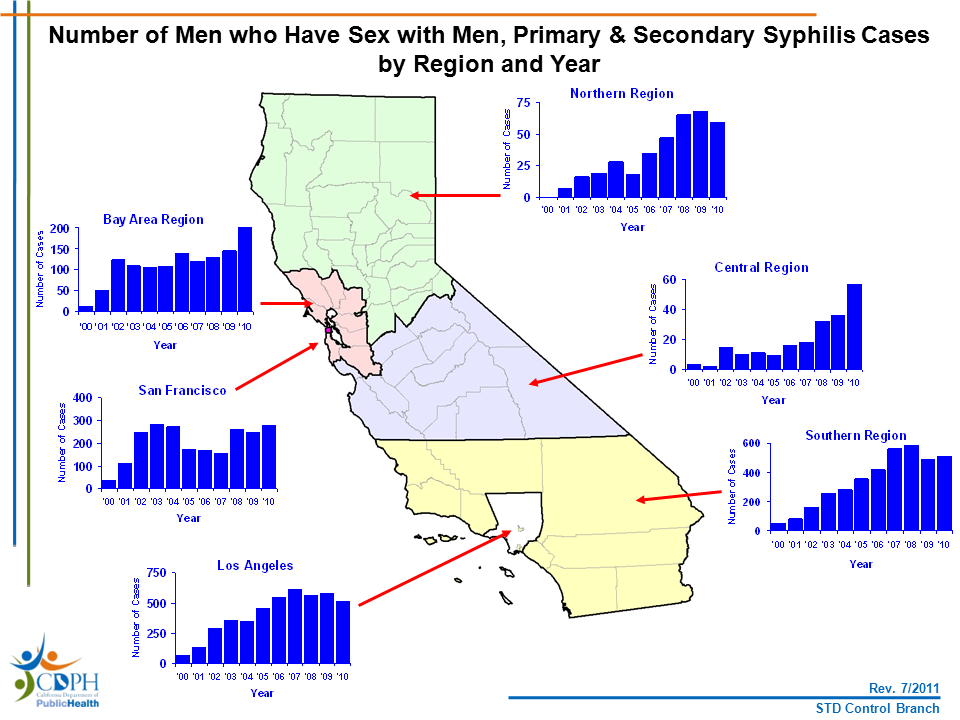 Number of Men who Have Sex with Men, Primary & Secondary Syphilis Cases
by Region and Year
Northern Region
Number of Cases
75
50
25
0
'00 '01 '02 '03 '04 '05 '06 '07 '08 '09 '10
Year
Bay Area Region
Number of Cases
200
150
100
50
0
'00 '01 '02 '03 '04 '05 '06 '07 '08 '09 '10
Year
Central Region
Number of Cases
60
40
20
0
'00 '01 '02 '03 '04 '05 '06 '07 '08 '09 '10
Year
San Francisco
Number of Cases
400
300
200
100
0
'00 '01 '02 '03 '04 '05 '06 '07 '08 '09 '10
Year
Southern Region
Number of Cases
600
400
200
0
'00 '01 '02 '03 '04 '05 '06 '07 '08 '09 '10
Year
Los Angeles
Number of Cases
750
500
250
0
'00 '01 '02 '03 '04 '05 '06 '07 '08 '09 '10
Year
CDPH
California Department of
PublicHealth
Rev. 7/2011
STD Control Branch